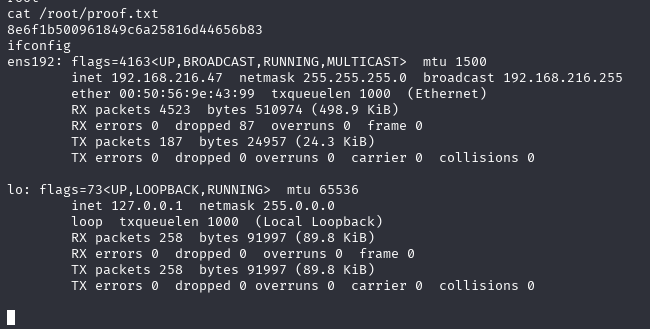 root
cat /root/proof.txt
8e6f1b500961849c6a25816d44656b83
ifconfig
ens192: flags=4163<UP,BROADCAST,RUNNING,MULTICAST>  mtu 1500
        inet 192.168.216.47  netmask 255.255.255.0  broadcast 192.168.216.255
        ether 00:50:56:9e:43:99  txqueuelen 1000  (Ethernet)
        RX packets 4523  bytes 510974 (498.9 KiB)
        RX errors 0  dropped 87  overruns 0  frame 0
        TX packets 187  bytes 24957 (24.3 KiB)
        TX errors 0  dropped 0 overruns 0  carrier 0  collisions 0

lo: flags=73<UP,LOOPBACK,RUNNING>  mtu 65536
        inet 127.0.0.1  netmask 255.0.0.0
        loop  txqueuelen 1000  (Local Loopback)
        RX packets 258  bytes 91997 (89.8 KiB)
        RX errors 0  dropped 0  overruns 0  frame 0
        TX packets 258  bytes 91997 (89.8 KiB)
        TX errors 0  dropped 0 overruns 0  carrier 0  collisions 0